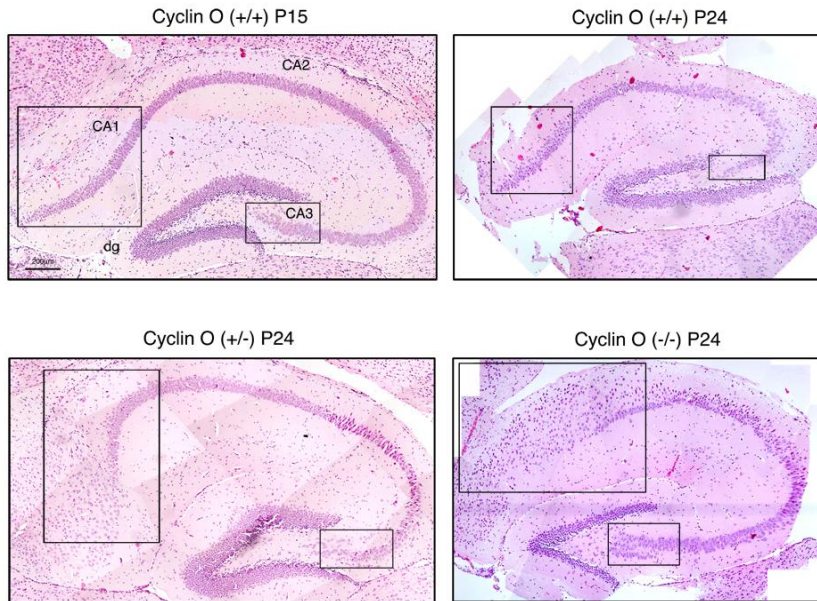 Cyclin O (+/+) P15
Cyclin O (+/+) P24
CA2
CA1
CA3
dg
200µm
Cyclin O (+/-) P24
Cyclin O (-/-) P24